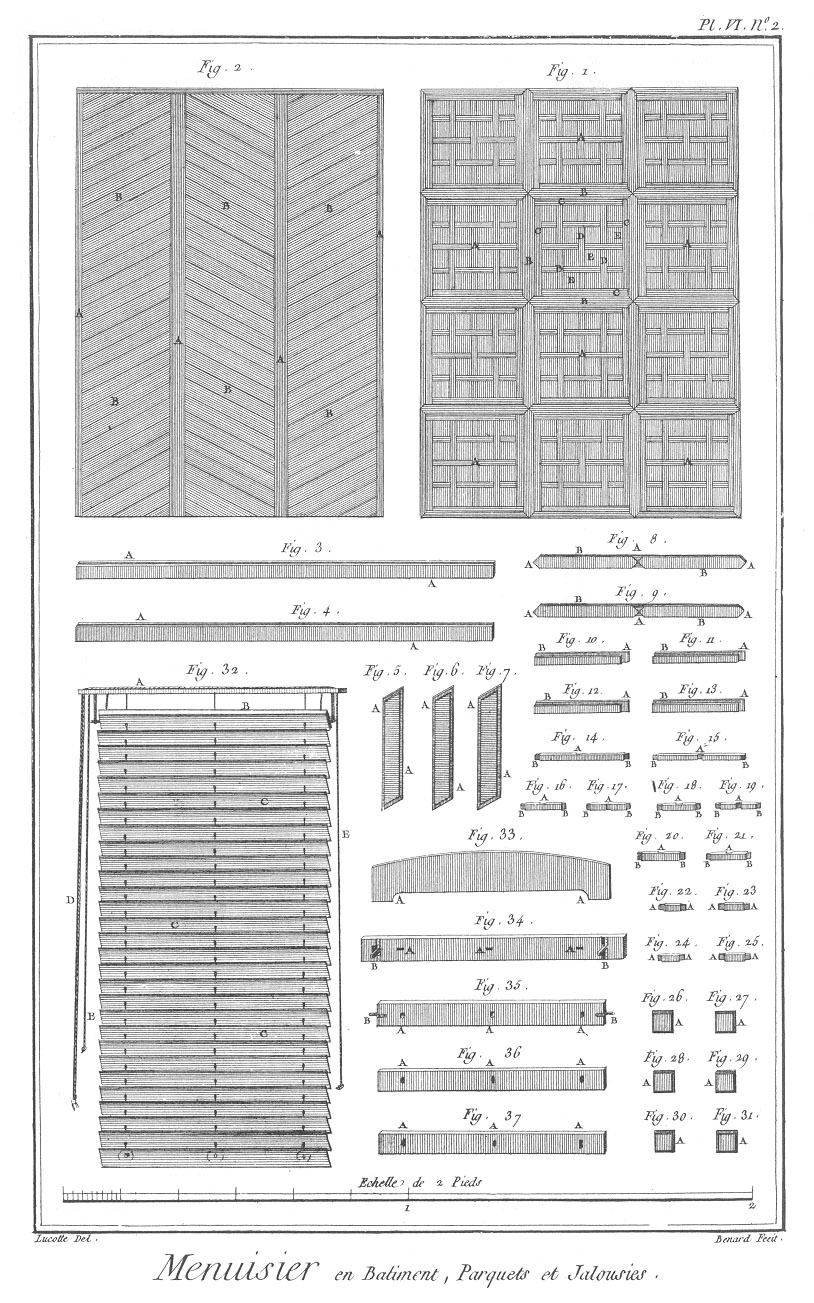 Pl. VI. N.º 2.
Fig. 2. Fig. 1.
A
B B
B B B
C
C C
A D E
A A A
B E D
B
E C
B
A
A A A
B B
B
A A
Fig. 3. Fig. 8.
A B A
A A
A B
Fig. 4. Fig. 9.
A B
A A
A A B
Fig. 10. Fig. 11.
B A B A
Fig. 32. Fig. 5. Fig. 6. Fig. 7.
A
B
A A
A A
Fig. 12. Fig. 13.
B A B A
Fig. 14. Fig. 15.
A A
B B B B
Fig. 16. Fig. 17. Fig. 18. Fig. 19.
A A A A
B B B B B B B B
C
E
D
C
E
C
Fig. 33. Fig. 20. Fig. 21.
A
B B B B
A A
Fig. 22. Fig. 23
A A A A
Fig. 34.
A A A
B B
Fig. 24. Fig. 25.
A A A A
Fig. 35.
B B
A A A
Fig. 26. Fig. 27.
A A
Fig. 36
A A A
Fig. 28. Fig. 29.
A A
Fig. 37
A A A
Fig. 30. Fig. 31.
A A
Echelle de 2 Pieds
1 2
Lucotte Del. Benard Fecit.
Menuisier en Batiment, Parquets et Jalousies.